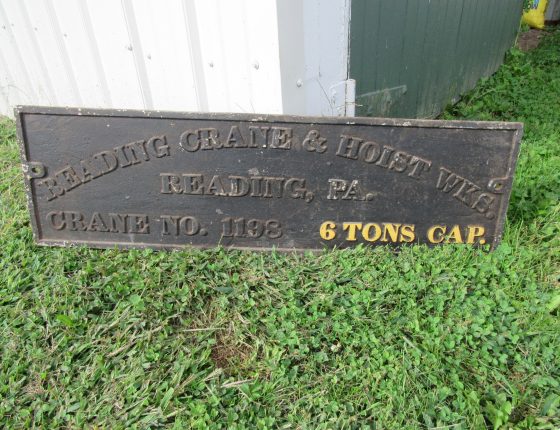 READING CRANE & HOIST WKS.
READING, PA.
CRANE NO. 1198 6 TONS CAP.